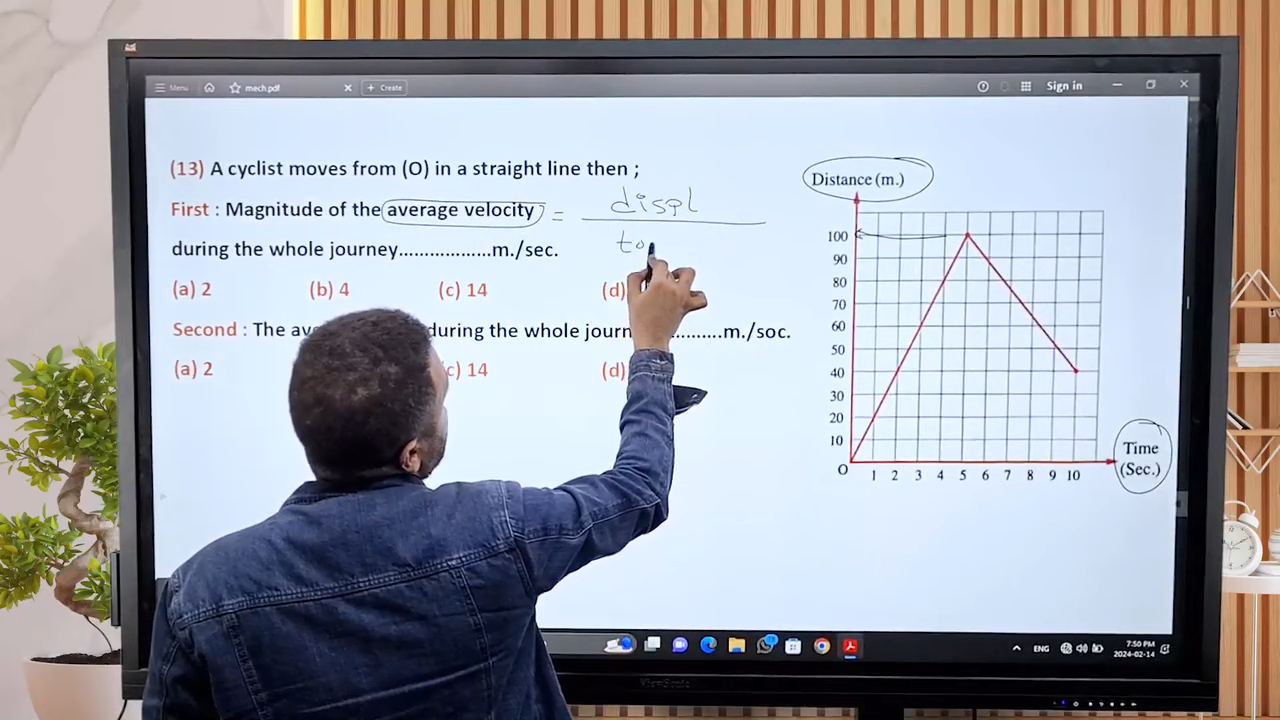 Menu mech.pdf Create Sign in
(13) A cyclist moves from (O) in a straight line then ;
First : Magnitude of the average velocity = displ
to
during the whole journey..................m./sec.
(a) 2 (b) 4 (c) 14 (d)
Second : The during the whole journ ..........m./soc.
(a) 2 c) 14 (d)
Distance (m.)
100
90
80
70
60
50
40
30
20
10
O 1 2 3 4 5 6 7 8 9 10
Time
(Sec.)
ENG 7:50 PM
2024-02-14
ViewSonic